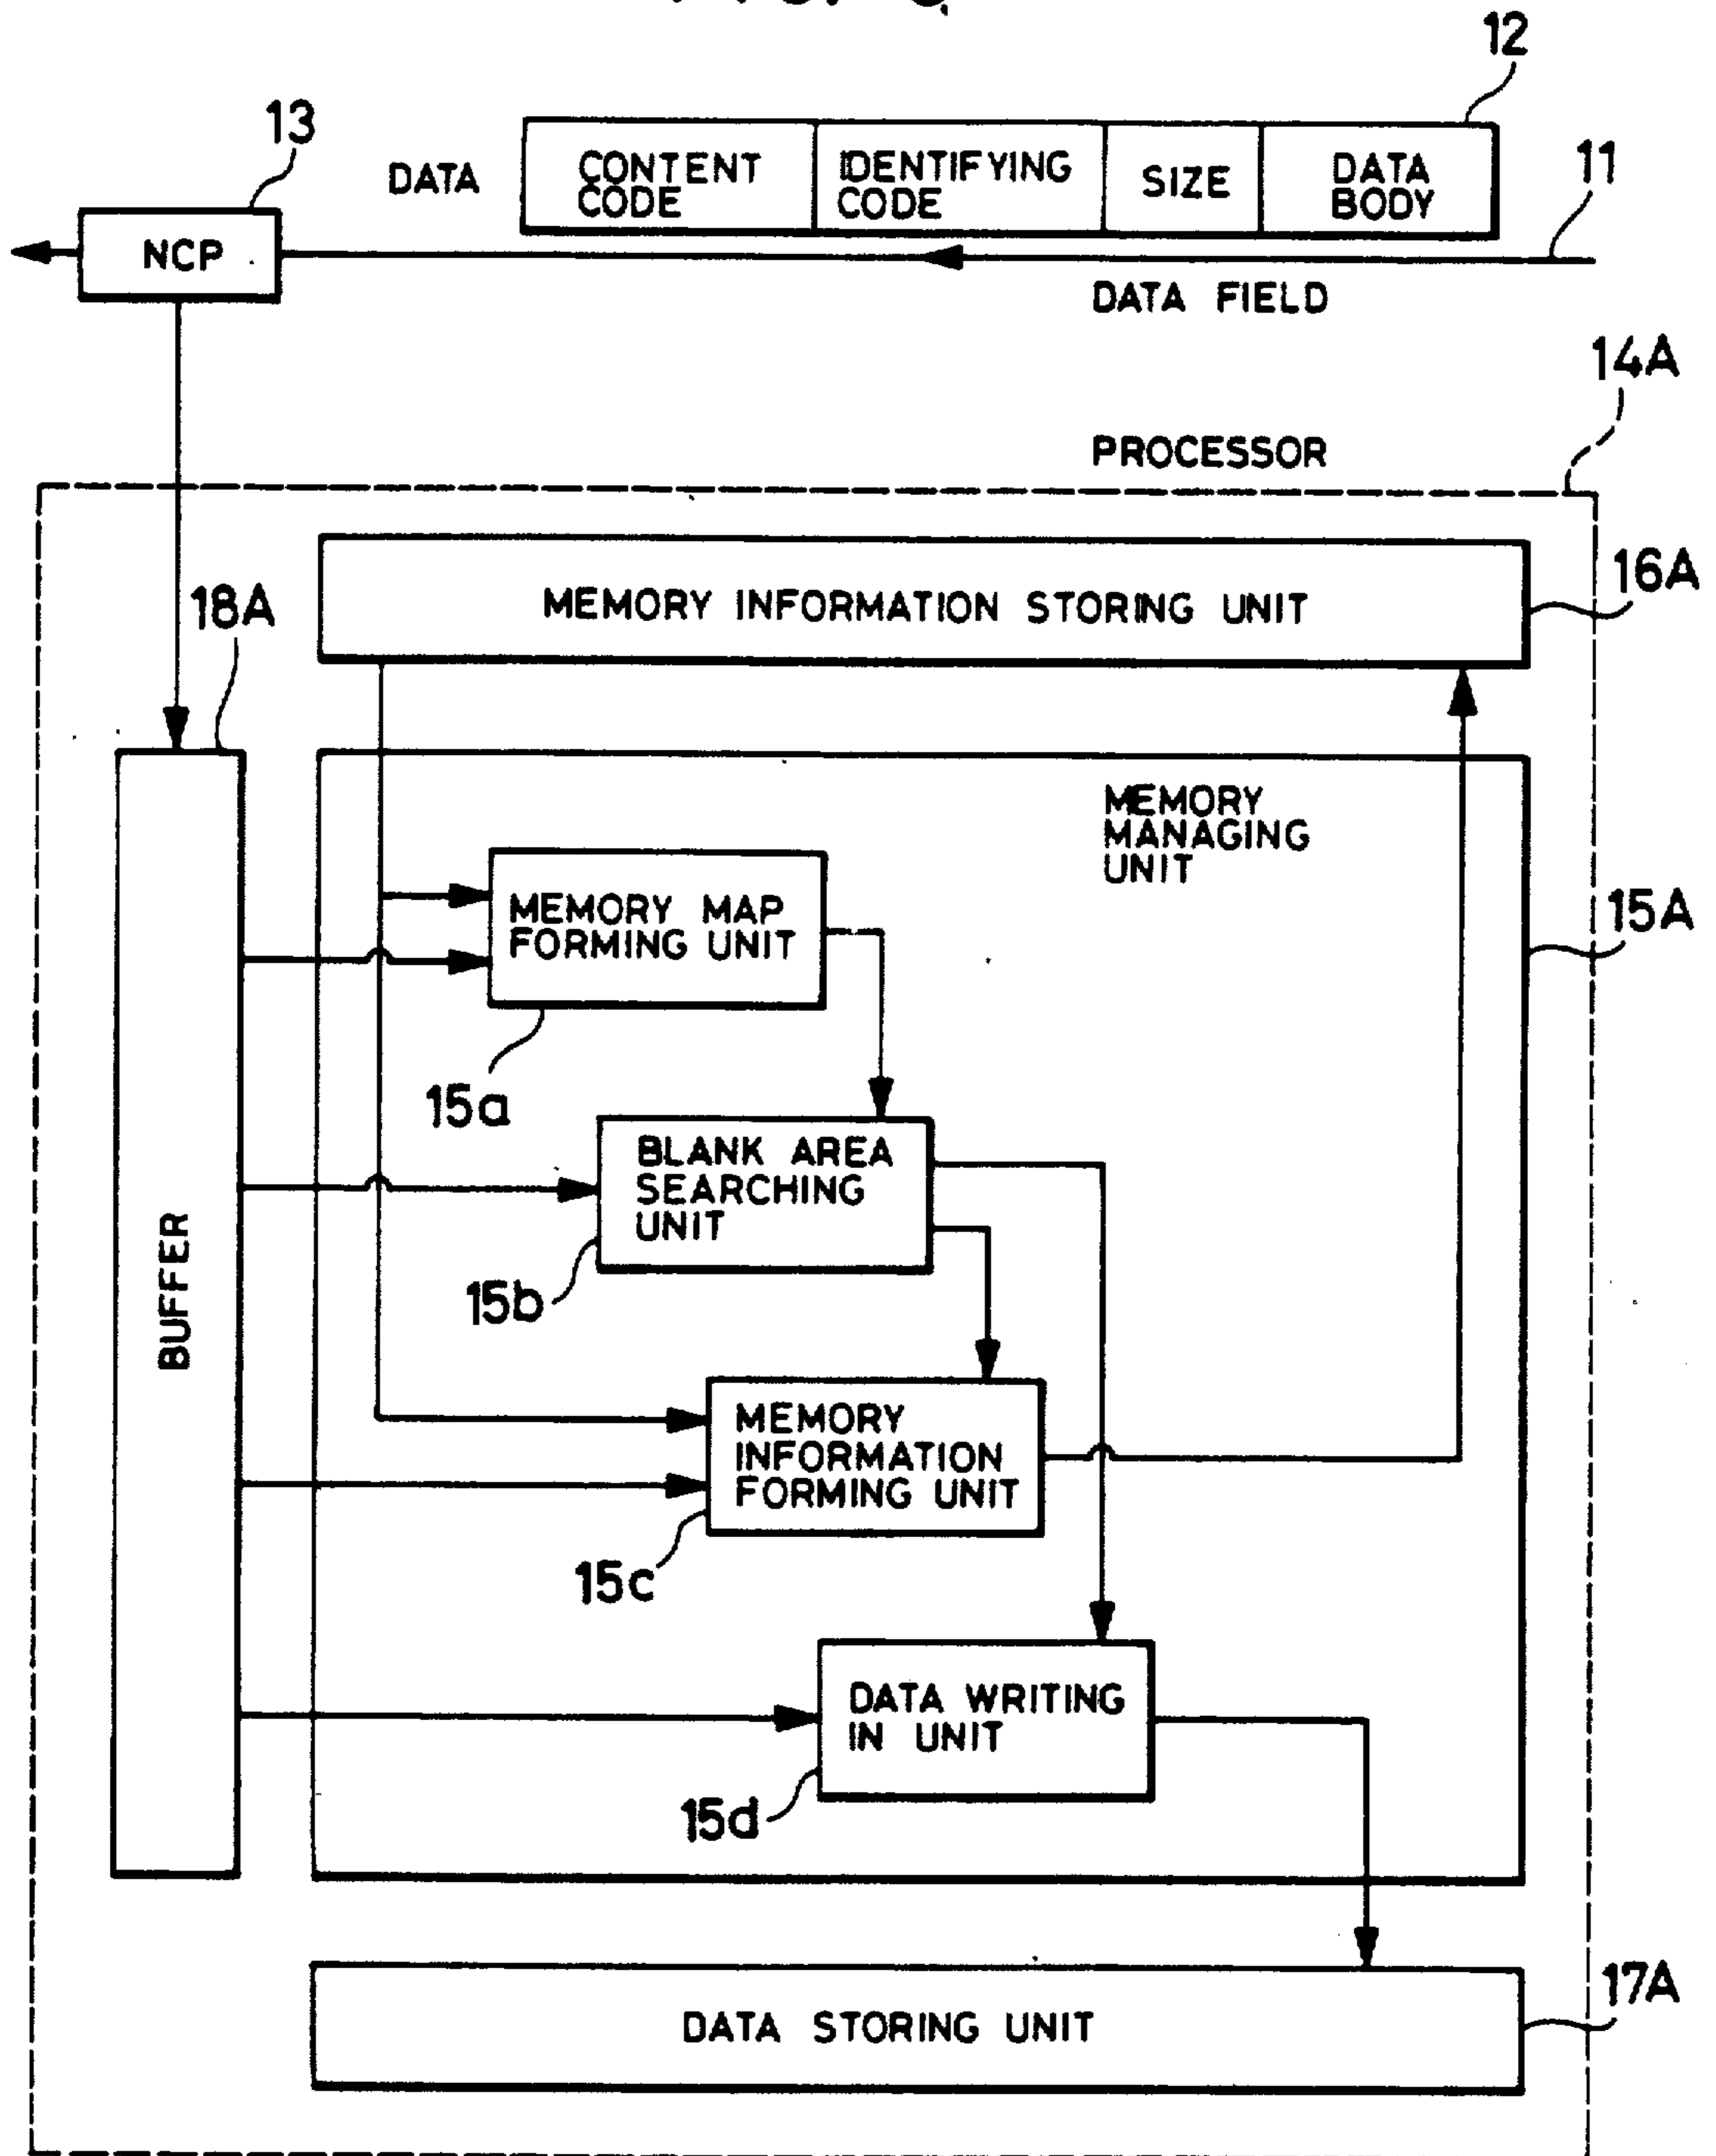 12
13
DATA
CONTENT
CODE
IDENTIFYING
CODE
SIZE
DATA
BODY
11
NCP
DATA FIELD
14A
PROCESSOR
16A
MEMORY INFORMATION STORING UNIT
18A
MEMORY
MANAGING
UNIT
15A
MEMORY MAP
FORMING UNIT
15a
BLANK AREA
SEARCHING
UNIT
BUFFER
15b
MEMORY
INFORMATION
FORMING UNIT
15c
DATA WRITING
IN UNIT
15d
17A
DATA STORING UNIT